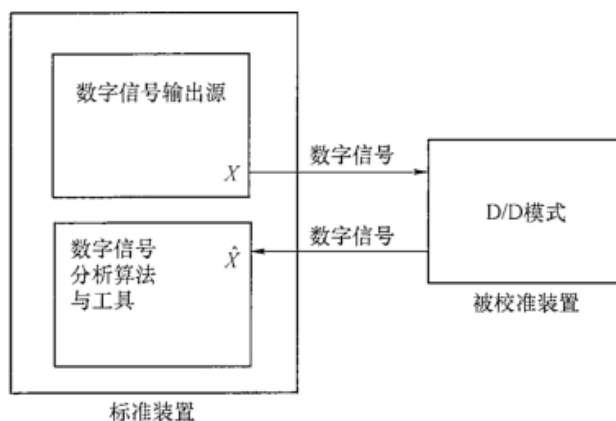 数字信号输出源
X
数字信号
D/D模式
数字信号
X̂
数字信号
分析算法
与工具
被校准装置
标准装置